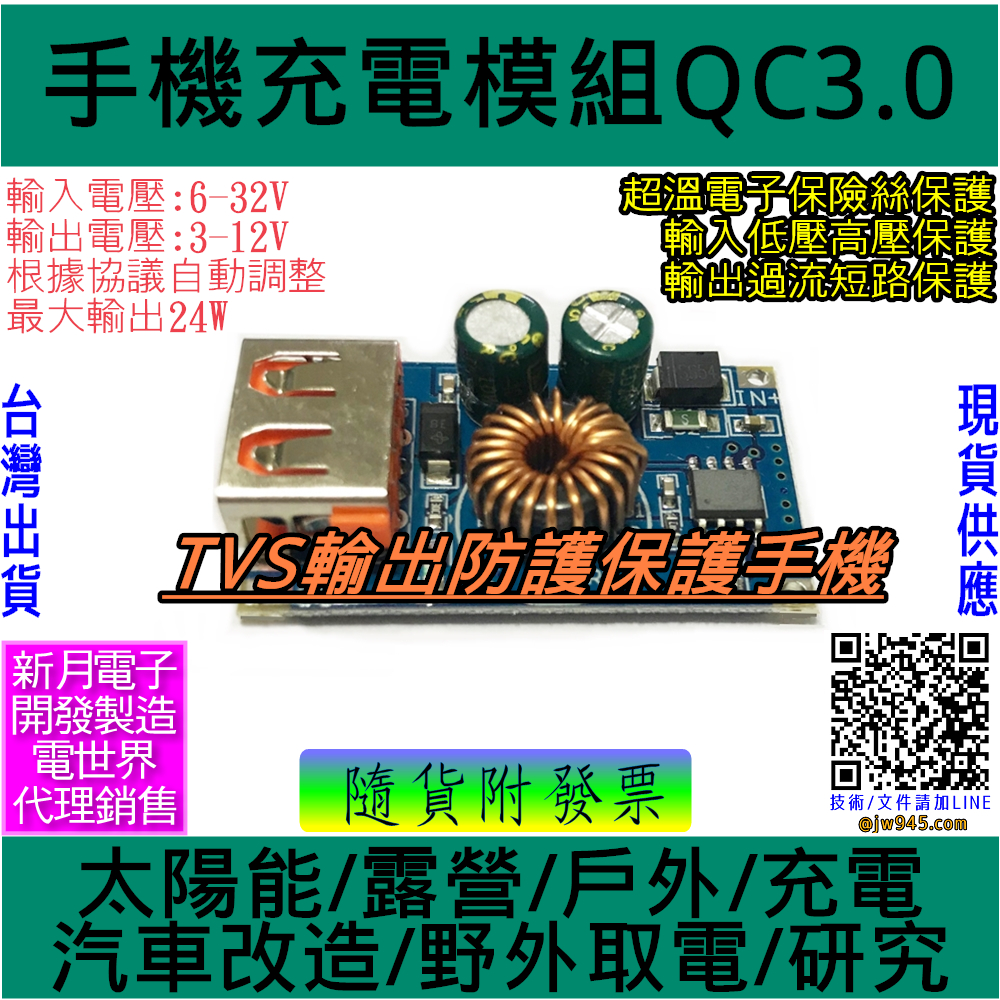 手機充電模組QC3.0
輸入電壓:6-32V
輸出電壓:3-12V
根據協議自動調整
最大輸出24W
超溫電子保險絲保護
輸入低壓高壓保護
輸出過流短路保護
台灣出貨
現貨供應
IN+
TVS輸出防護保護手機
新月電子
開發製造
電世界
代理銷售
隨貨附發票
技術/文件請加LINE
@jw945.com
太陽能/露營/戶外/充電
汽車改造/野外取電/研究